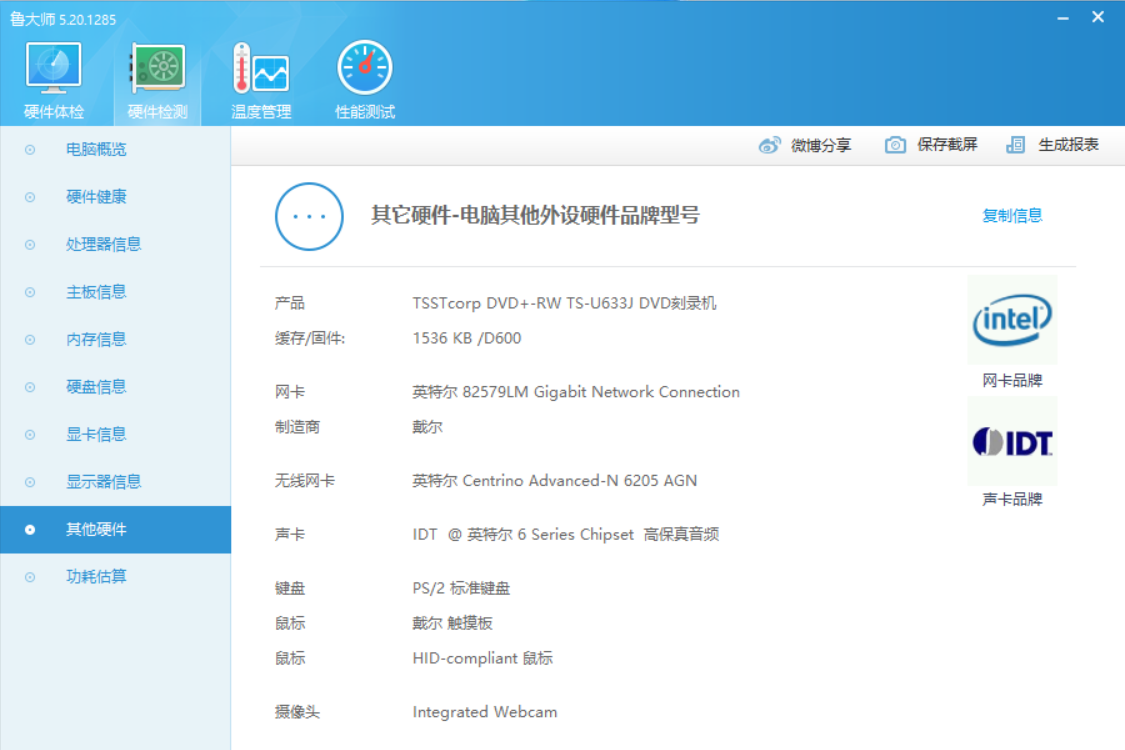 鲁大师 5.20.1285
硬件体检 硬件检测 温度管理 性能测试
微博分享 保存截屏 生成报表
电脑概览
硬件健康
处理器信息
主板信息
内存信息
硬盘信息
显卡信息
显示器信息
其他硬件
功耗估算
其它硬件-电脑其他外设硬件品牌型号 复制信息
产品 TSSTcorp DVD+-RW TS-U633J DVD刻录机
缓存/固件: 1536 KB /D600
网卡 英特尔 82579LM Gigabit Network Connection
制造商 戴尔
无线网卡 英特尔 Centrino Advanced-N 6205 AGN
声卡 IDT @ 英特尔 6 Series Chipset 高保真音频
键盘 PS/2 标准键盘
鼠标 戴尔 触摸板
鼠标 HID-compliant 鼠标
摄像头 Integrated Webcam
intel
网卡品牌
IDT
声卡品牌